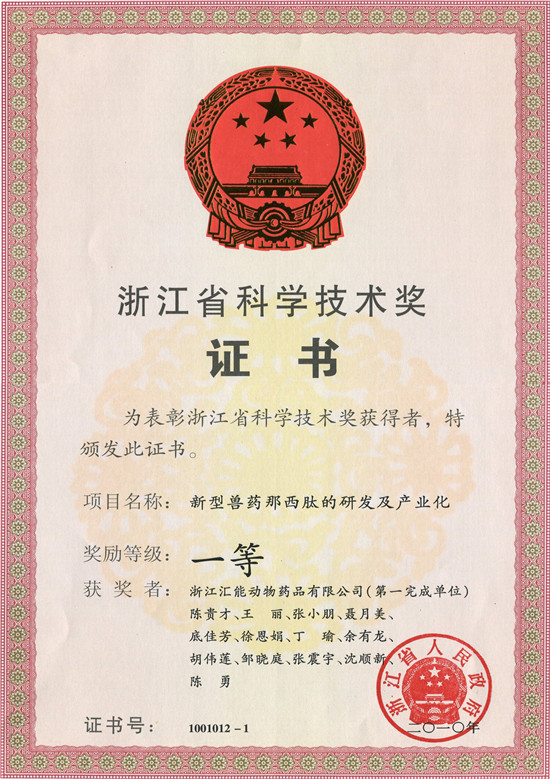 浙江省科学技术奖
证 书
为表彰浙江省科学技术奖获得者，特
颁发此证书。
项目名称： 新型兽药那西肽的研发及产业化
奖励等级： 一等
获 奖 者： 浙江汇能动物药品有限公司(第一完成单位)
陈贵才、王 丽、张小朋、聂月美、
底佳芳、徐恩娟、丁 瑜、余有龙、
胡伟莲、邹晓庭、张震宇、沈顺新、
陈 勇
浙江省人民政府
二〇一〇年
证书号： 1001012-1